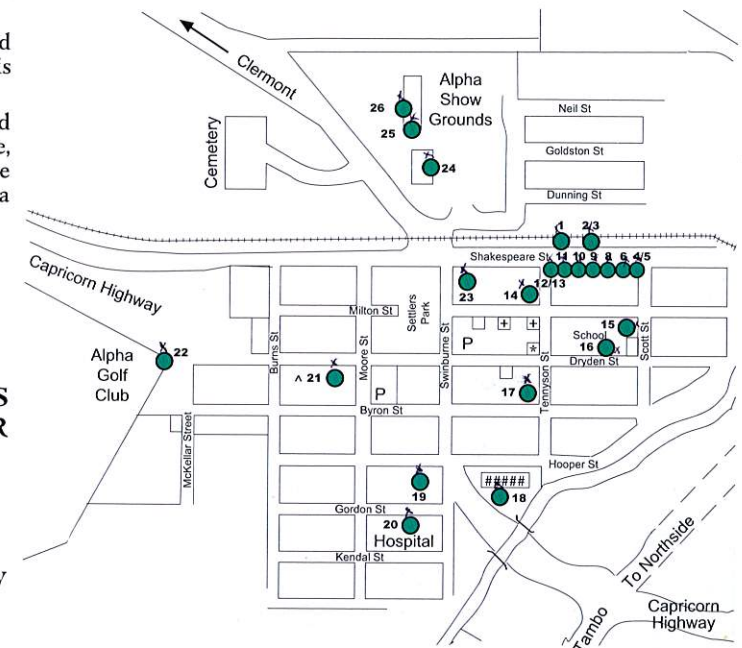 d
is
d
e,
e
a
S
R
y
Clermont
Cemetery
Alpha
Show
Grounds
26
25
24
Neil St
Goldston St
Dunning St
1
2/3
Shakespeare St
11
10
9
8
6
4/5
12/13
14
23
Capricorn Highway
Milton St
Settlers
Park
Swinburne St
P
+
+
*
Tennyson St
School
15
16
Scott St
Dryden St
Burns St
Moore St
Alpha
Golf
Club
22
^ 21
P
17
Byron St
McKellar Street
Hooper St
#####
18
19
Gordon St
20
Hospital
Kendal St
To Northside
Tambo
Capricorn
Highway